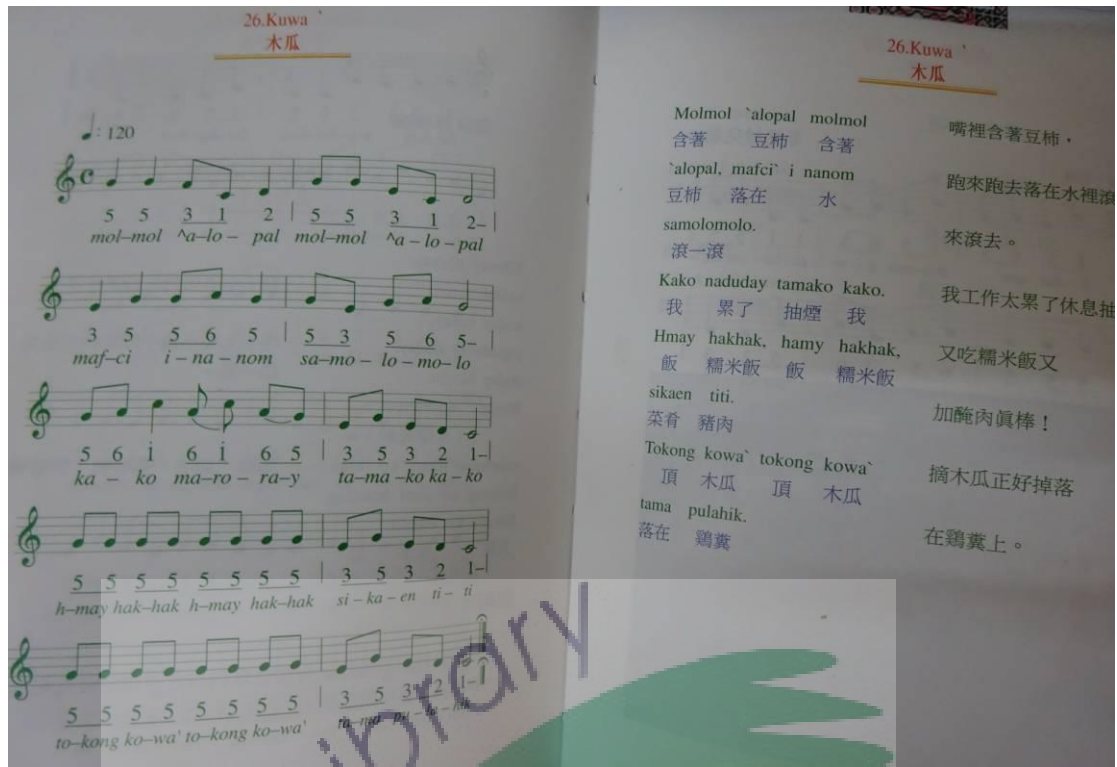 26.Kuwa `
木瓜
♩: 120
C
5 5 3 1 2 | 5 5 3 1 2– |
mol–mol ^a–lo– pal mol–mol ^a–lo–pal
3 5 5 6 5 | 5 3 5 6 5– |
maf–ci i–na–nom sa–mo– lo–mo–lo
5 6 i 6 i 6 5 | 3 5 3 2 1– |
ka – ko ma–ro– ra–y ta–ma –ko ka–ko
5 5 5 5 5 5 5 5 | 3 5 3 2 1– |
h–may hak–hak h–may hak–hak si–ka–en ti– ti
5 5 5 5 5 5 5 5 | 3 5 3 2 1–
to–kong ko–wa' to–kong ko–wa' ta–ma pu–la–hik
26.Kuwa `
木瓜
Molmol `alopal molmol 嘴裡含著豆柿，
含著 豆柿 含著
`alopal, mafci` i nanom 跑來跑去落在水裡滾
豆柿 落在 水
samolomolo. 來滾去。
滾一滾
Kako naduday tamako kako. 我工作太累了休息抽
我 累了 抽煙 我
Hmay hakhak, hamy hakhak, 又吃糯米飯又
飯 糯米飯 飯 糯米飯
sikaen titi. 加醃肉眞棒！
菜肴 豬肉
Tokong kowa` tokong kowa` 摘木瓜正好掉落
頂 木瓜 頂 木瓜
tama pulahik. 在鷄糞上。
落在 鷄糞